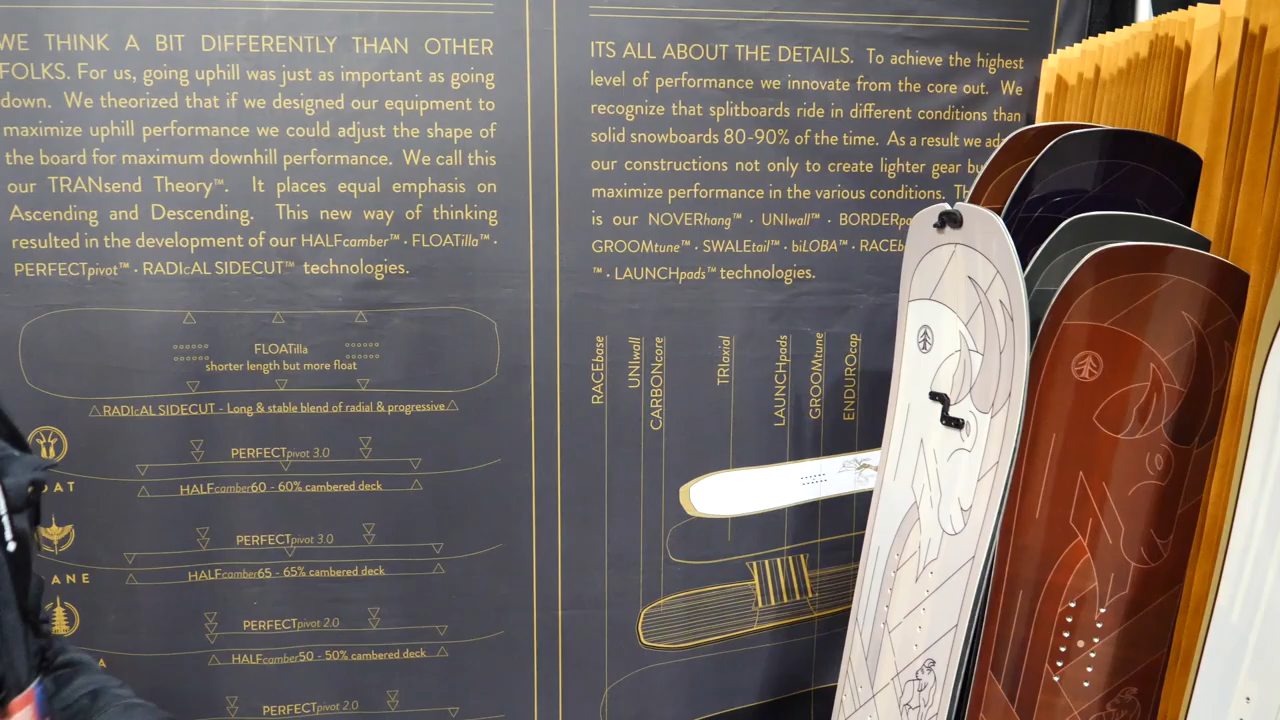 WE THINK A BIT DIFFERENTLY THAN OTHER
FOLKS. For us, going uphill was just as important as going
down. We theorized that if we designed our equipment to
maximize uphill performance we could adjust the shape of
the board for maximum downhill performance. We call this
our TRANsend Theory™. It places equal emphasis on
Ascending and Descending. This new way of thinking
resulted in the development of our HALFcamber™ · FLOATilla™ ·
PERFECTpivot™ · RADIcAL SIDECUT™ technologies.
FLOATilla
shorter length but more float
RADIcAL SIDECUT - Long & stable blend of radial & progressive
PERFECTpivot 3.0
HALFcamber60 - 60% cambered deck
PERFECTpivot 3.0
HALFcamber65 - 65% cambered deck
PERFECTpivot 2.0
HALFcamber50 - 50% cambered deck
PERFECTpivot 2.0
ITS ALL ABOUT THE DETAILS. To achieve the highest
level of performance we innovate from the core out. We
recognize that splitboards ride in different conditions than
solid snowboards 80-90% of the time. As a result we
our constructions not only to create lighter gear
maximize performance in the various conditions.
is our NOVERhang™ · UNIwall™ ·
GROOMtune™ · SWALEtail™ · biLOBA™ ·
™ · LAUNCHpads™ technologies.
RACEbase
UNIwall
CARBONcore
TRIaxial
LAUNCHpads
GROOMtune
ENDUROcap